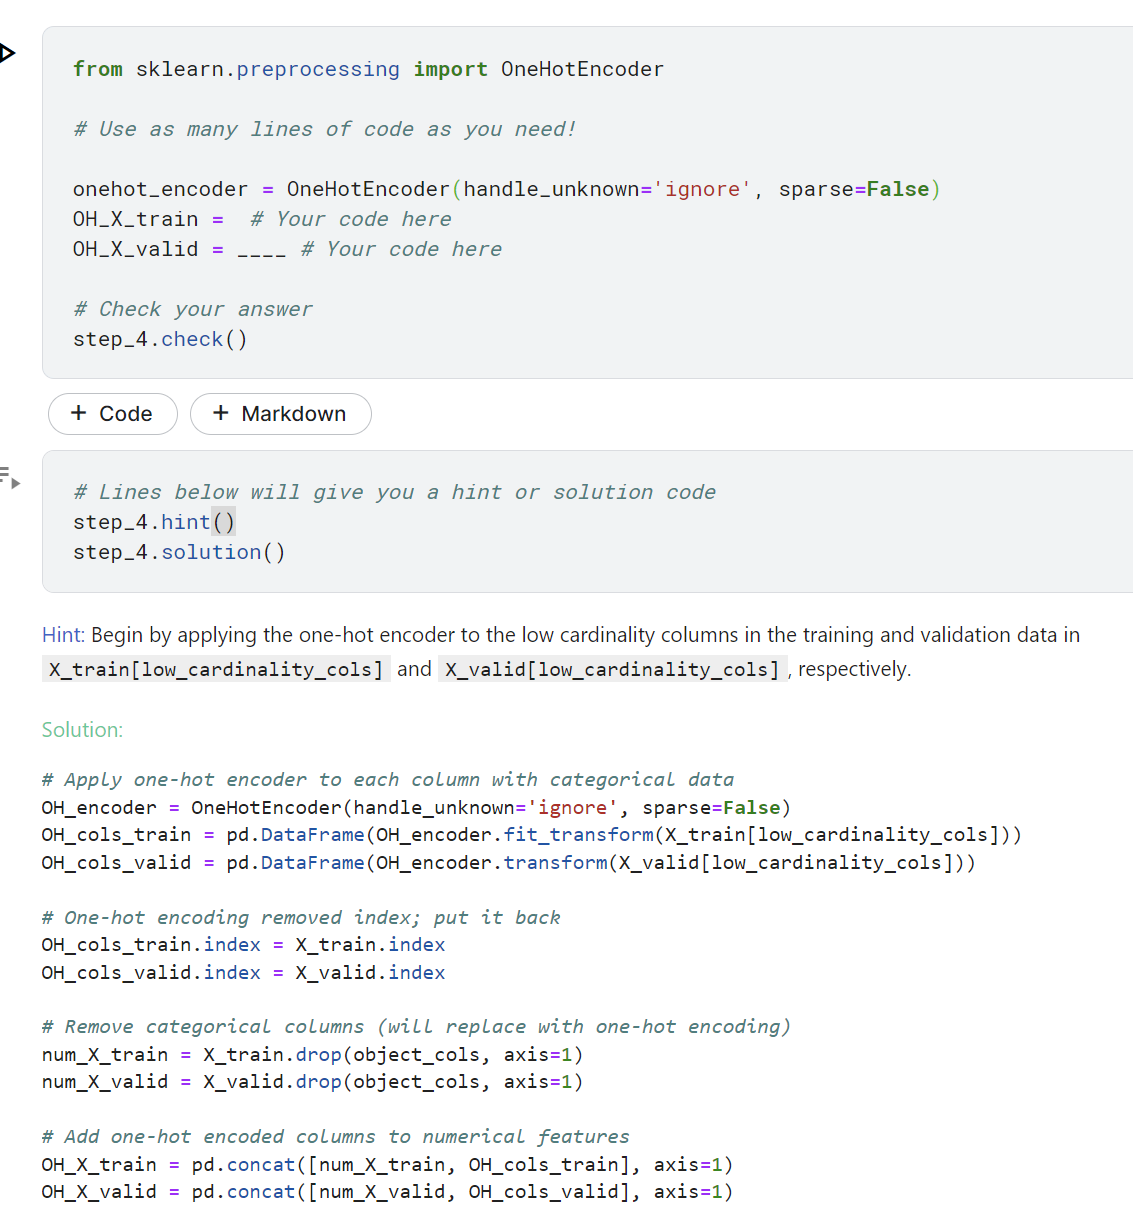 from sklearn.preprocessing import OneHotEncoder
# Use as many lines of code as you need!
onehot_encoder = OneHotEncoder(handle_unknown='ignore', sparse=False)
OH_X_train =  # Your code here
OH_X_valid = ____ # Your code here
# Check your answer
step_4.check()
+ Code + Markdown
# Lines below will give you a hint or solution code
step_4.hint()
step_4.solution()
Hint: Begin by applying the one-hot encoder to the low cardinality columns in the training and validation data in
X_train[low_cardinality_cols] and X_valid[low_cardinality_cols], respectively.
Solution:
# Apply one-hot encoder to each column with categorical data
OH_encoder = OneHotEncoder(handle_unknown='ignore', sparse=False)
OH_cols_train = pd.DataFrame(OH_encoder.fit_transform(X_train[low_cardinality_cols]))
OH_cols_valid = pd.DataFrame(OH_encoder.transform(X_valid[low_cardinality_cols]))
# One-hot encoding removed index; put it back
OH_cols_train.index = X_train.index
OH_cols_valid.index = X_valid.index
# Remove categorical columns (will replace with one-hot encoding)
num_X_train = X_train.drop(object_cols, axis=1)
num_X_valid = X_valid.drop(object_cols, axis=1)
# Add one-hot encoded columns to numerical features
OH_X_train = pd.concat([num_X_train, OH_cols_train], axis=1)
OH_X_valid = pd.concat([num_X_valid, OH_cols_valid], axis=1)